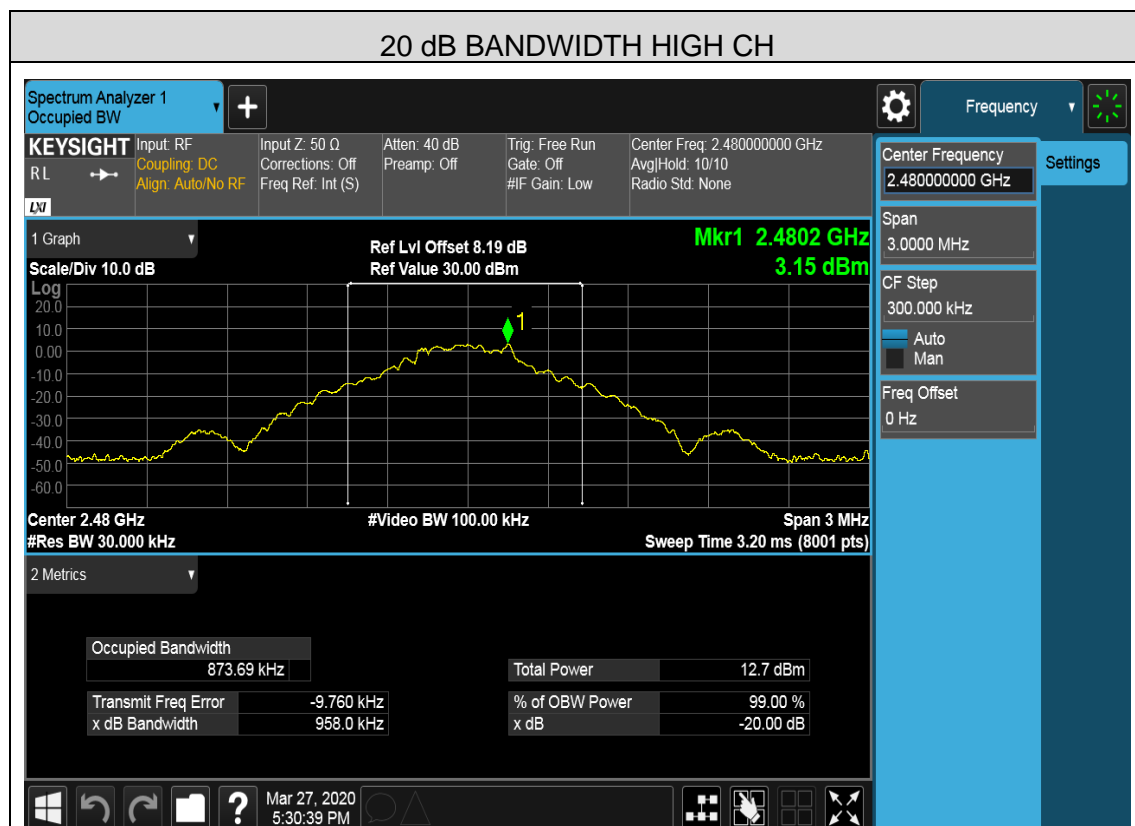 20 dB BANDWIDTH HIGH CH
Spectrum Analyzer 1
Occupied BW
Frequency
KEYSIGHT
R L
LXI
Input: RF
Coupling: DC
Align: Auto/No RF
Input Z: 50 Ω
Corrections: Off
Freq Ref: Int (S)
Atten: 40 dB
Preamp: Off
Trig: Free Run
Gate: Off
#IF Gain: Low
Center Freq: 2.480000000 GHz
Avg|Hold: 10/10
Radio Std: None
Center Frequency
2.480000000 GHz
Settings
Span
3.0000 MHz
CF Step
300.000 kHz
Auto
Man
Freq Offset
0 Hz
1 Graph
Scale/Div 10.0 dB
Ref Lvl Offset 8.19 dB
Ref Value 30.00 dBm
Mkr1 2.4802 GHz
3.15 dBm
Log
20.0
10.0
0.00
-10.0
-20.0
-30.0
-40.0
-50.0
-60.0
1
Center 2.48 GHz
#Video BW 100.00 kHz
Span 3 MHz
#Res BW 30.000 kHz
Sweep Time 3.20 ms (8001 pts)
2 Metrics
Occupied Bandwidth
873.69 kHz
Total Power 12.7 dBm
Transmit Freq Error -9.760 kHz
% of OBW Power 99.00 %
x dB Bandwidth 958.0 kHz
x dB -20.00 dB
?
Mar 27, 2020
5:30:39 PM